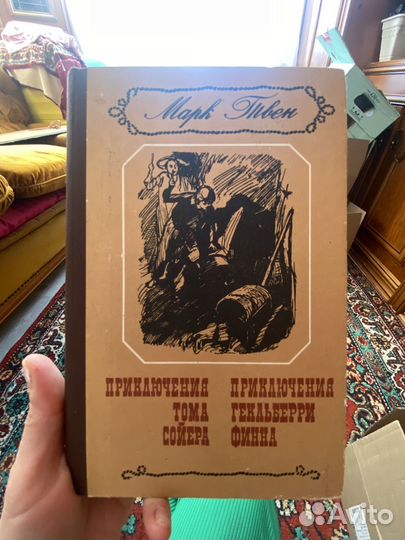 Марк Твен
ПРИКЛЮЧЕНИЯ
ТОМА
СОЙЕРА
ПРИКЛЮЧЕНИЯ
ГЕКЛЬБЕРРИ
ФИННА
Avito